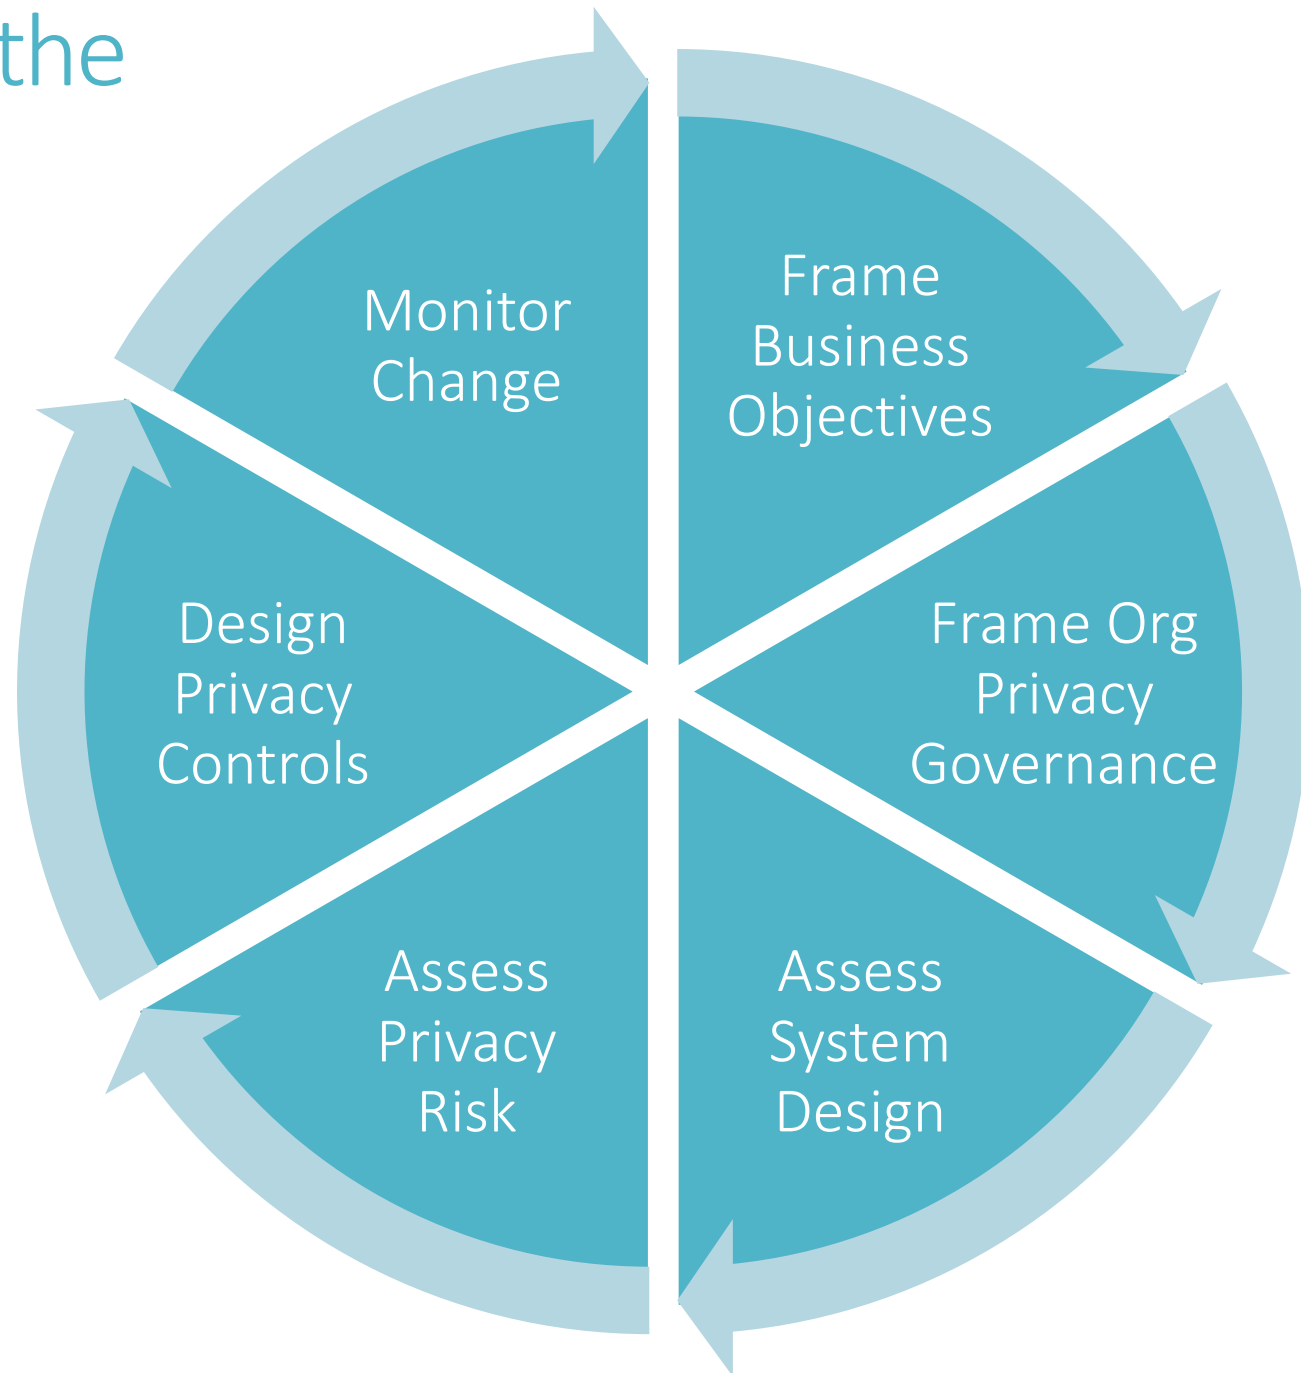 the
Frame
Business
Objectives
Frame Org
Privacy
Governance
Assess
System
Design
Assess
Privacy
Risk
Design
Privacy
Controls
Monitor
Change